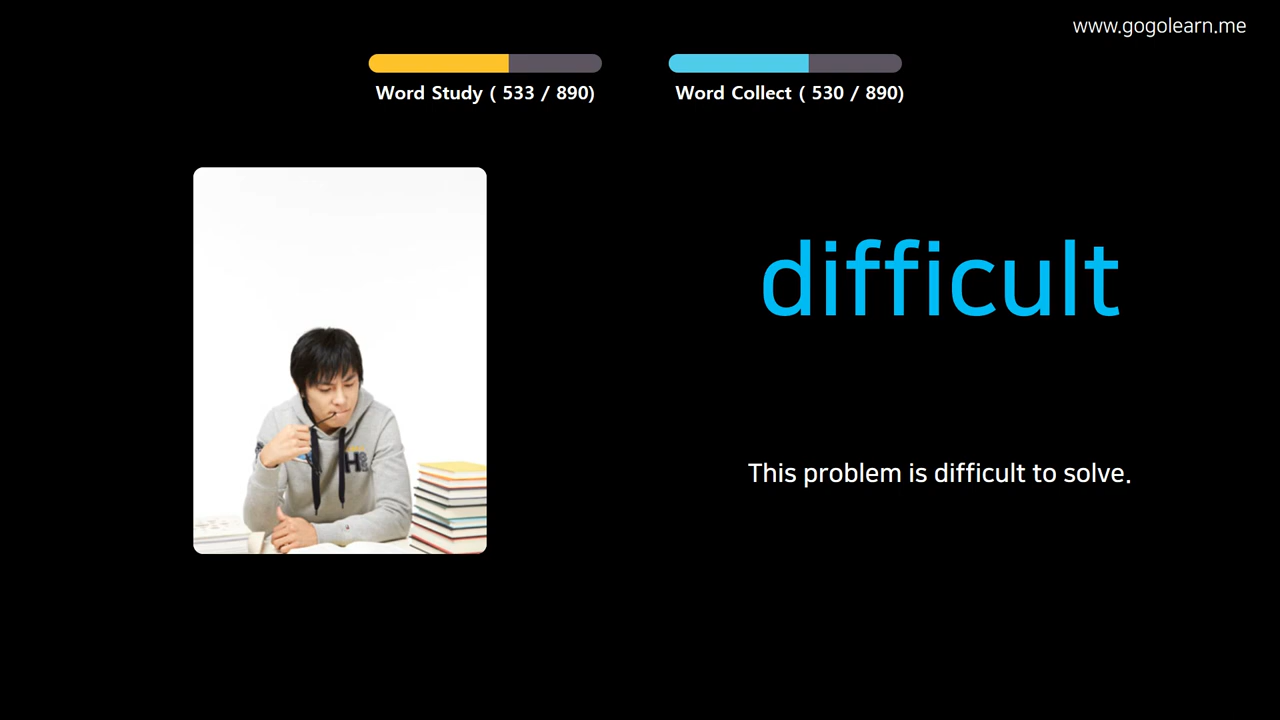 www.gogolearn.me
Word Study ( 533 / 890)
Word Collect ( 530 / 890)
difficult
H
This problem is difficult to solve.